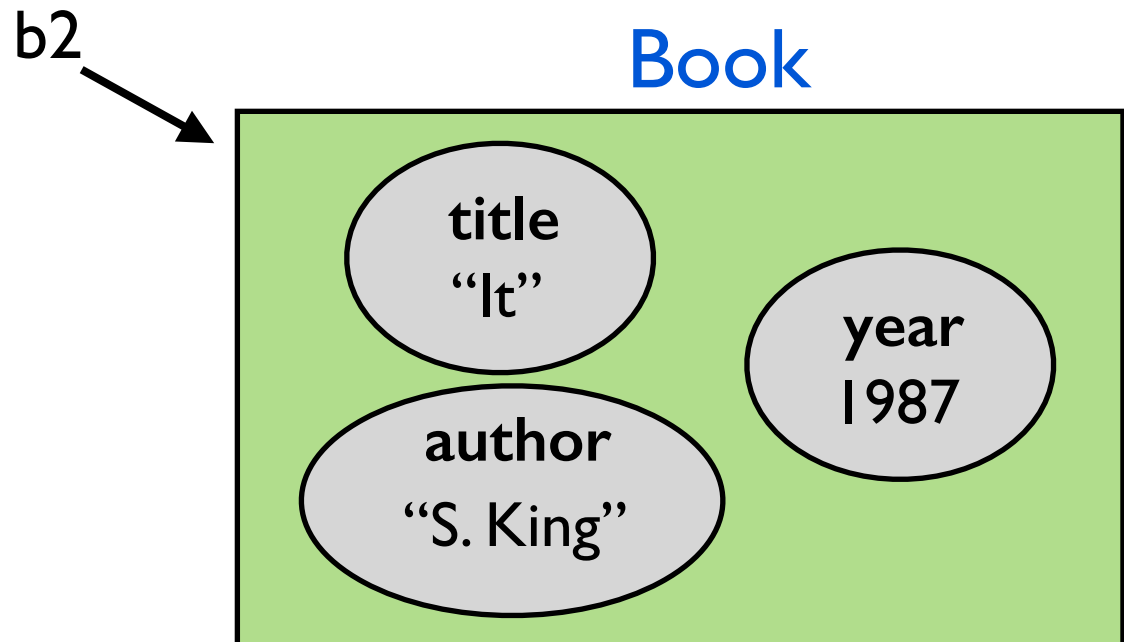 b2
Book
title
“It”
year
1987
author
“S. King”